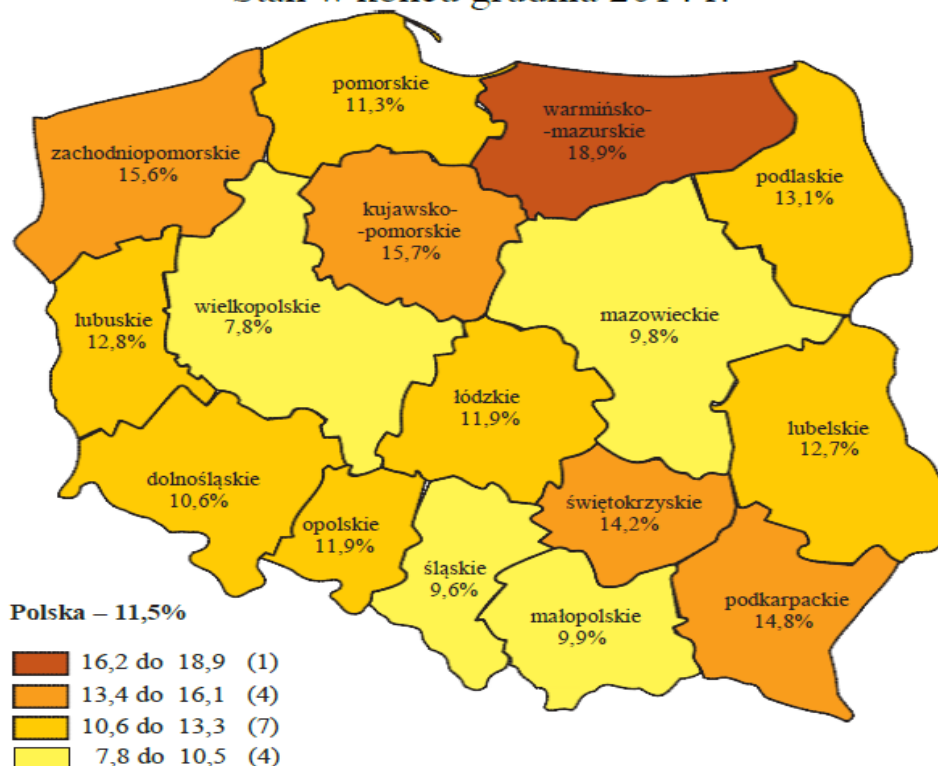 Stan w końcu grudnia 2014 r.
pomorskie
11,3%
warmińsko-
-mazurskie
18,9%
zachodniopomorskie
15,6%
podlaskie
13,1%
kujawsko-
-pomorskie
15,7%
wielkopolskie
7,8%
mazowieckie
9,8%
lubuskie
12,8%
łódzkie
11,9%
lubelskie
12,7%
dolnośląskie
10,6%
opolskie
11,9%
świętokrzyskie
14,2%
śląskie
9,6%
małopolskie
9,9%
podkarpackie
14,8%
Polska – 11,5%
16,2 do 18,9 (1)
13,4 do 16,1 (4)
10,6 do 13,3 (7)
7,8 do 10,5 (4)